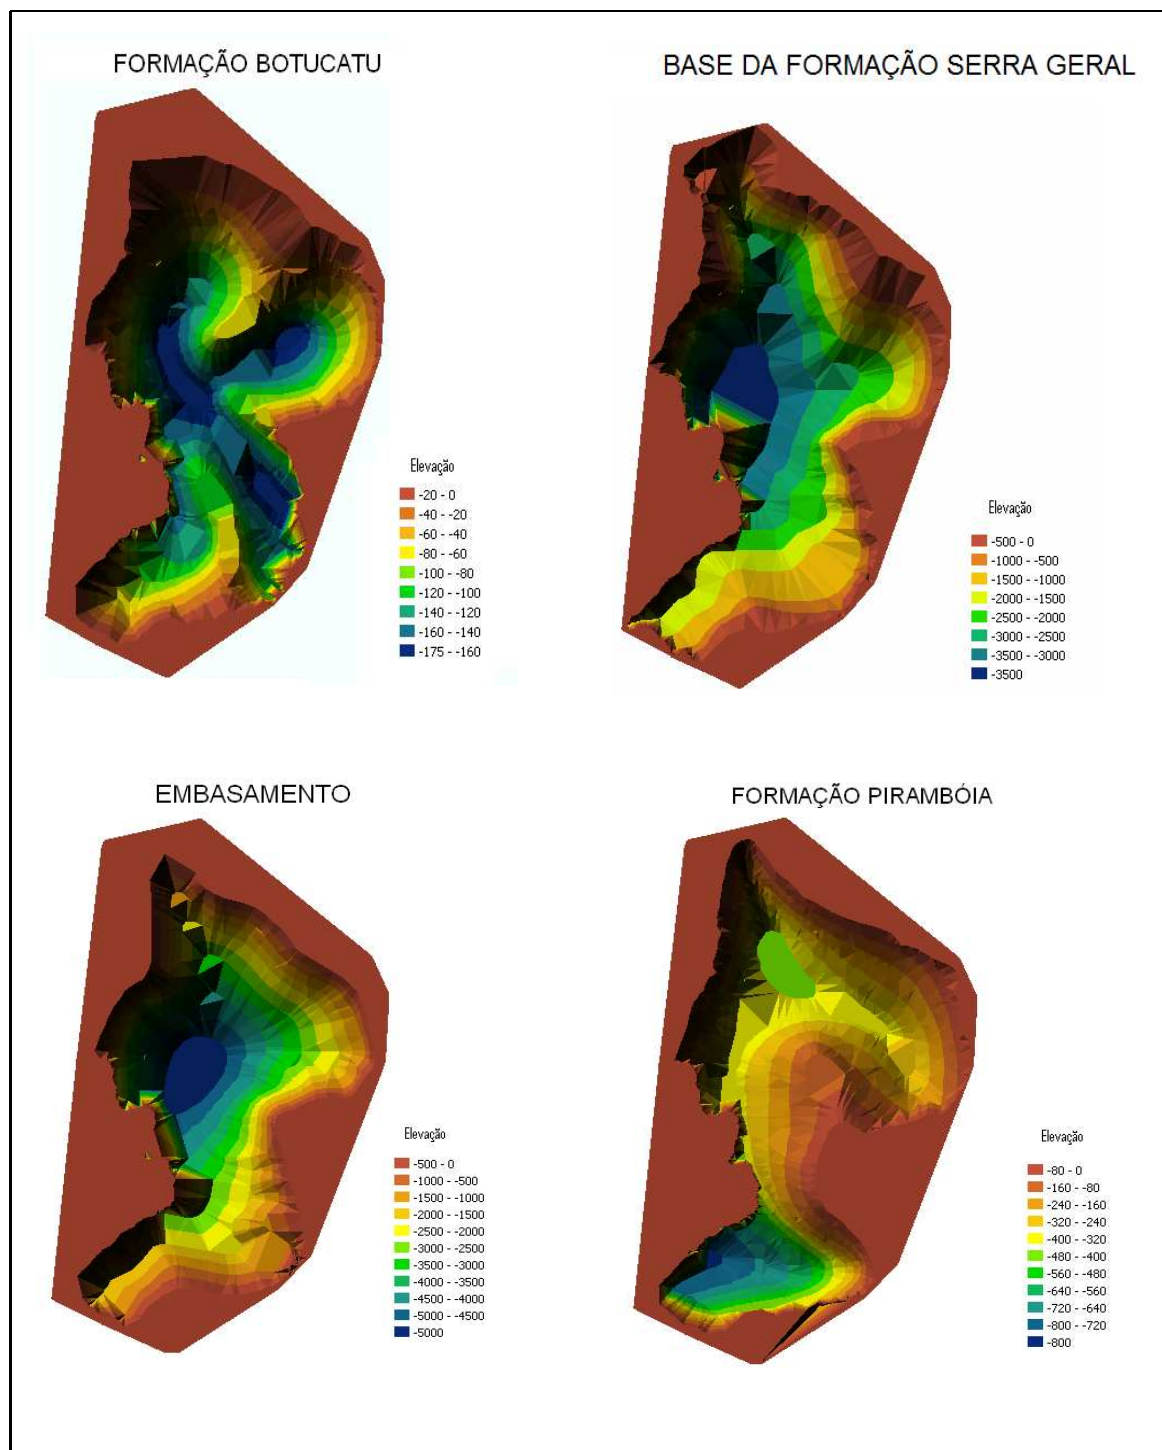 FORMAÇÃO BOTUCATU
Elevação
-20 - 0
-40 - -20
-60 - -40
-80 - -60
-100 - -80
-120 - -100
-140 - -120
-160 - -140
-175 - -160
BASE DA FORMAÇÃO SERRA GERAL
Elevação
-500 - 0
-1000 - -500
-1500 - -1000
-2000 - -1500
-2500 - -2000
-3000 - -2500
-3500 - -3000
-3500
EMBASAMENTO
Elevação
-500 - 0
-1000 - -500
-1500 - -1000
-2000 - -1500
-2500 - -2000
-3000 - -2500
-3500 - -3000
-4000 - -3500
-4500 - -4000
-5000 - -4500
-5000
FORMAÇÃO PIRAMBÓIA
Elevação
-80 - 0
-160 - -80
-240 - -160
-320 - -240
-400 - -320
-480 - -400
-560 - -480
-640 - -560
-720 - -640
-800 - -720
-800